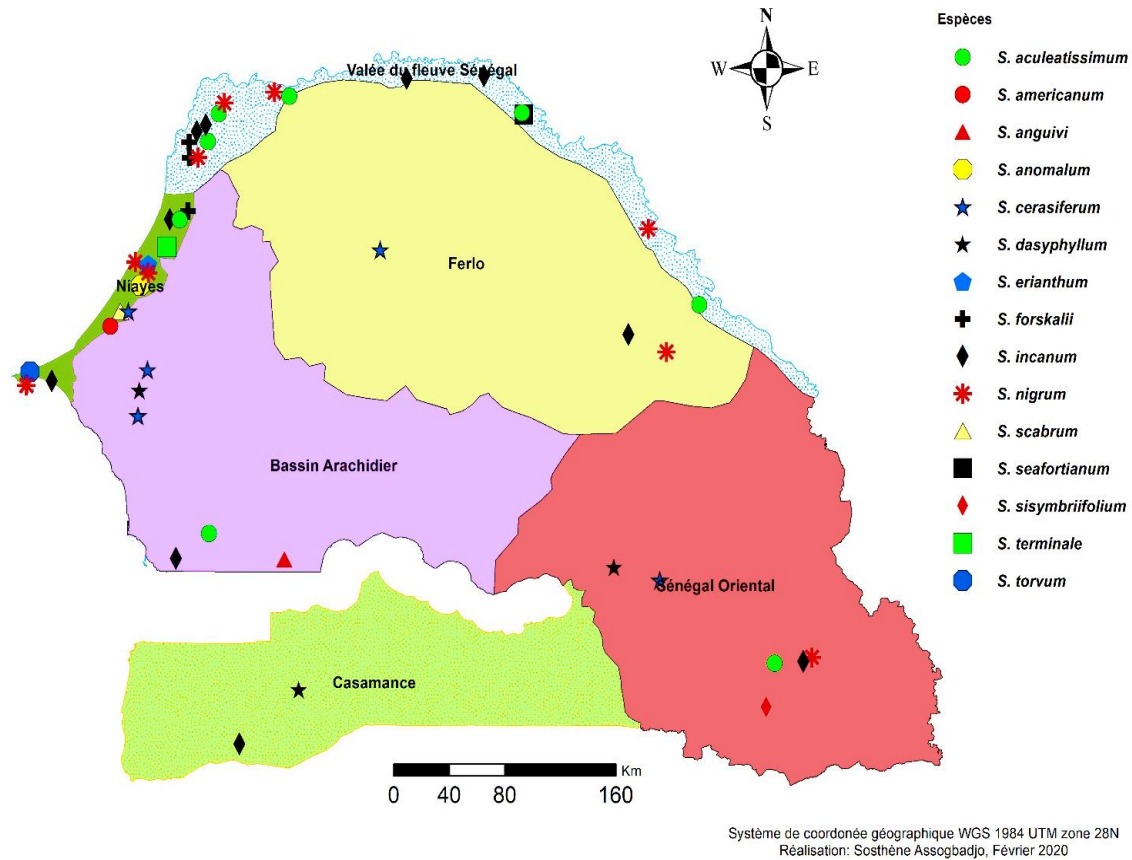 N
W E
S
Espèces
S. aculeatissimum
S. americanum
S. anguivi
S. anomalum
S. cerasiferum
S. dasyphyllum
S. erianthum
S. forskalii
S. incanum
S. nigrum
S. scabrum
S. seafortianum
S. sisymbriifolium
S. terminale
S. torvum
Valée du fleuve Sénégal
Ferlo
Niayes
Bassin Arachidier
Sénégal Oriental
Casamance
Km
0 40 80 160
Système de coordonée géographique WGS 1984 UTM zone 28N
Réalisation: Sosthène Assogbadjo, Février 2020